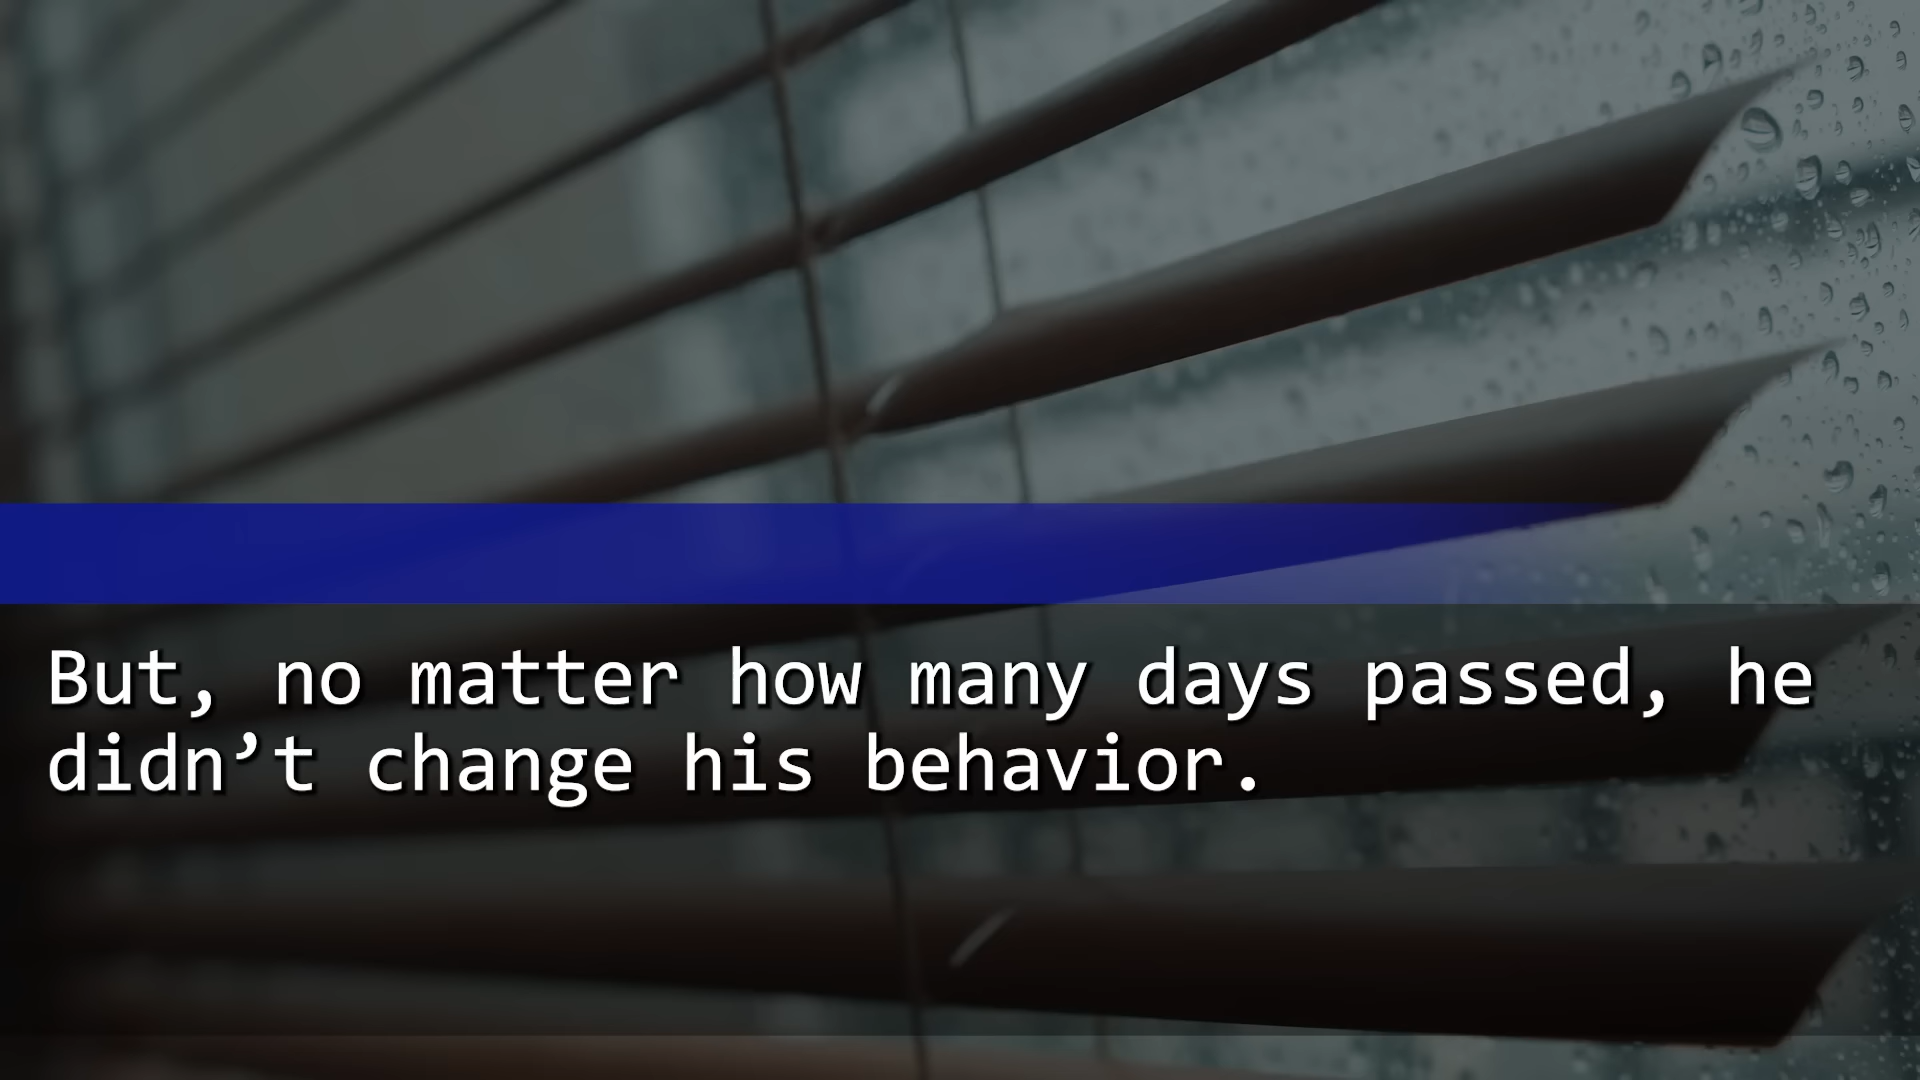 But, no matter how many days passed, he
didn’t change his behavior.